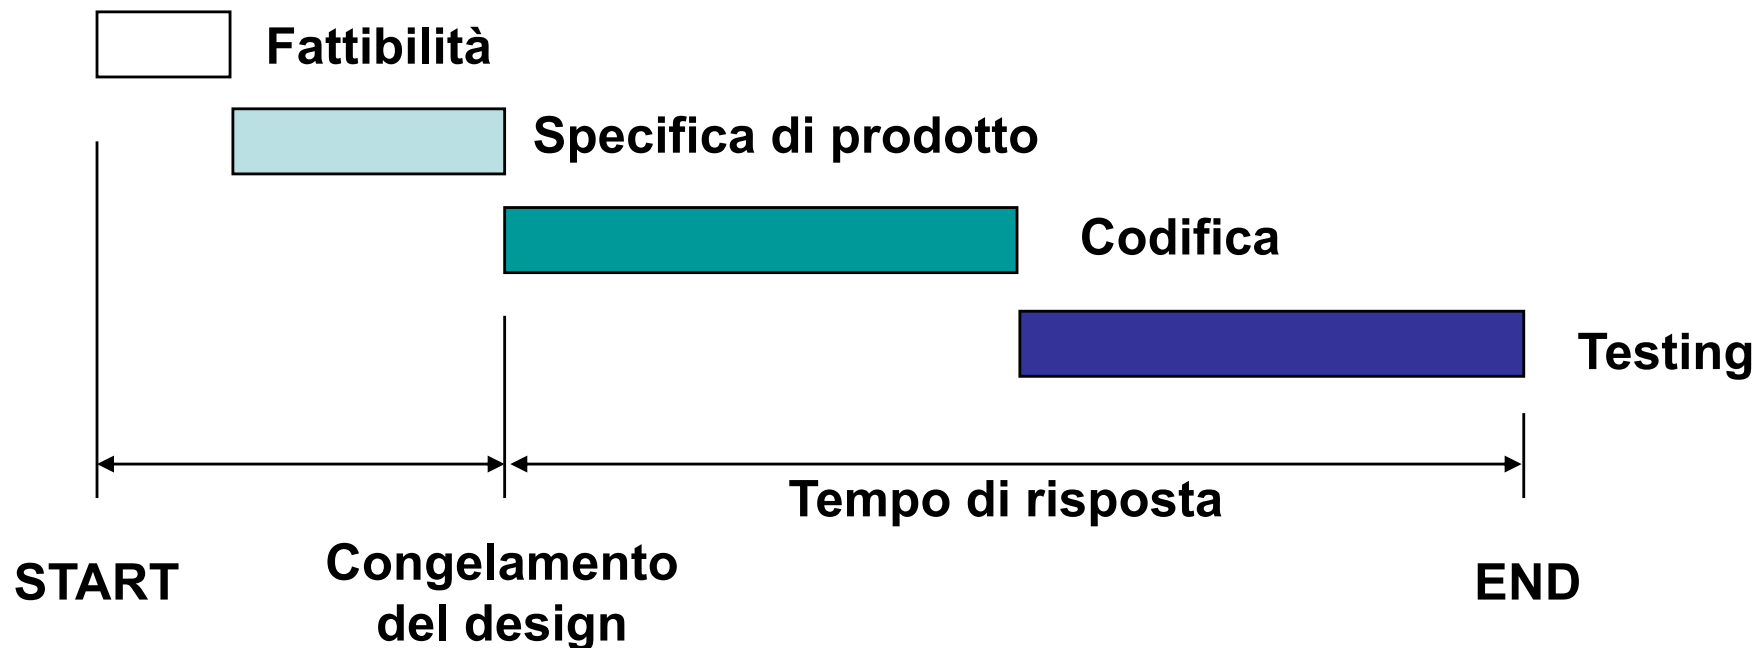 Fattibilità
Specifica di prodotto
Codifica
Testing
Tempo di risposta
START
Congelamento
del design
END